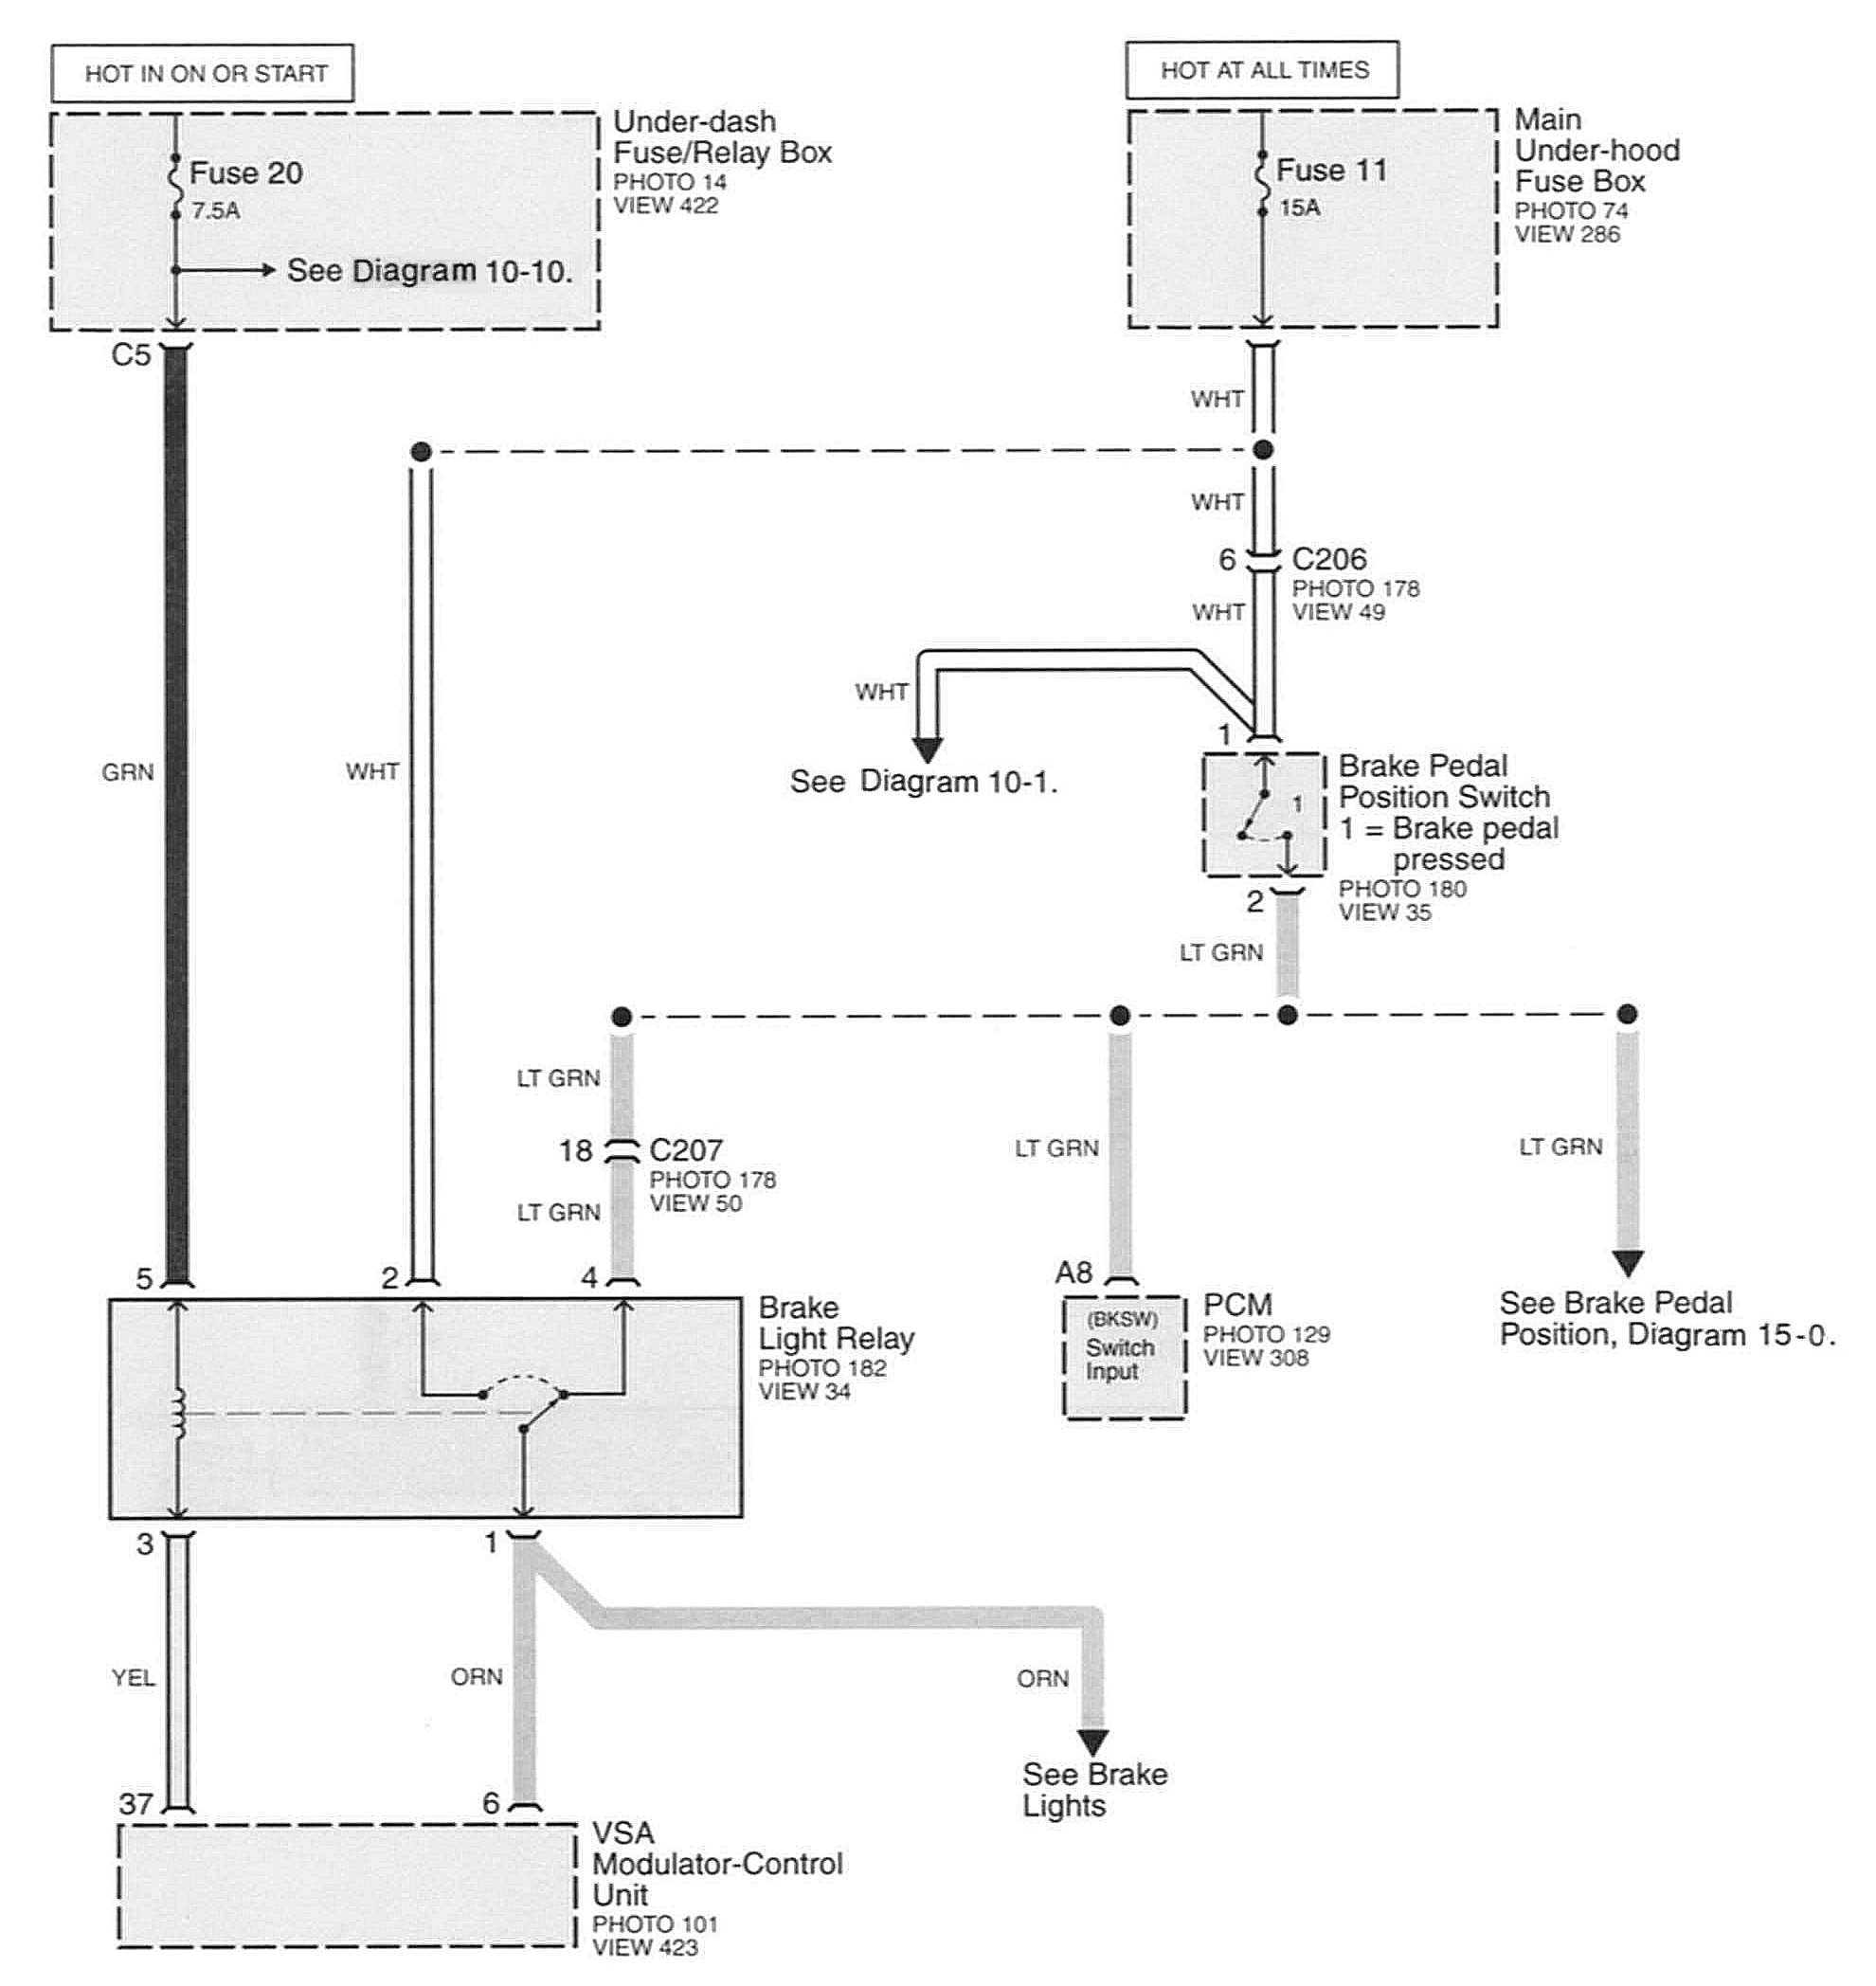 HOT IN ON OR START
HOT AT ALL TIMES
Under-dash
Fuse/Relay Box
PHOTO 14
VIEW 422
Fuse 20
7.5A
See Diagram 10-10.
Main
Under-hood
Fuse Box
PHOTO 74
VIEW 286
Fuse 11
15A
C5
WHT
WHT
6
C206
PHOTO 178
VIEW 49
WHT
WHT
See Diagram 10-1.
1
GRN
WHT
Brake Pedal
Position Switch
1 = Brake pedal
pressed
PHOTO 180
VIEW 35
1
2
LT GRN
LT GRN
18
C207
PHOTO 178
VIEW 50
LT GRN
LT GRN
LT GRN
5
2
4
A8
Brake
Light Relay
PHOTO 182
VIEW 34
(BKSW)
Switch
Input
PCM
PHOTO 129
VIEW 308
See Brake Pedal
Position, Diagram 15-0.
3
1
YEL
ORN
ORN
See Brake
Lights
37
6
VSA
Modulator-Control
Unit
PHOTO 101
VIEW 423